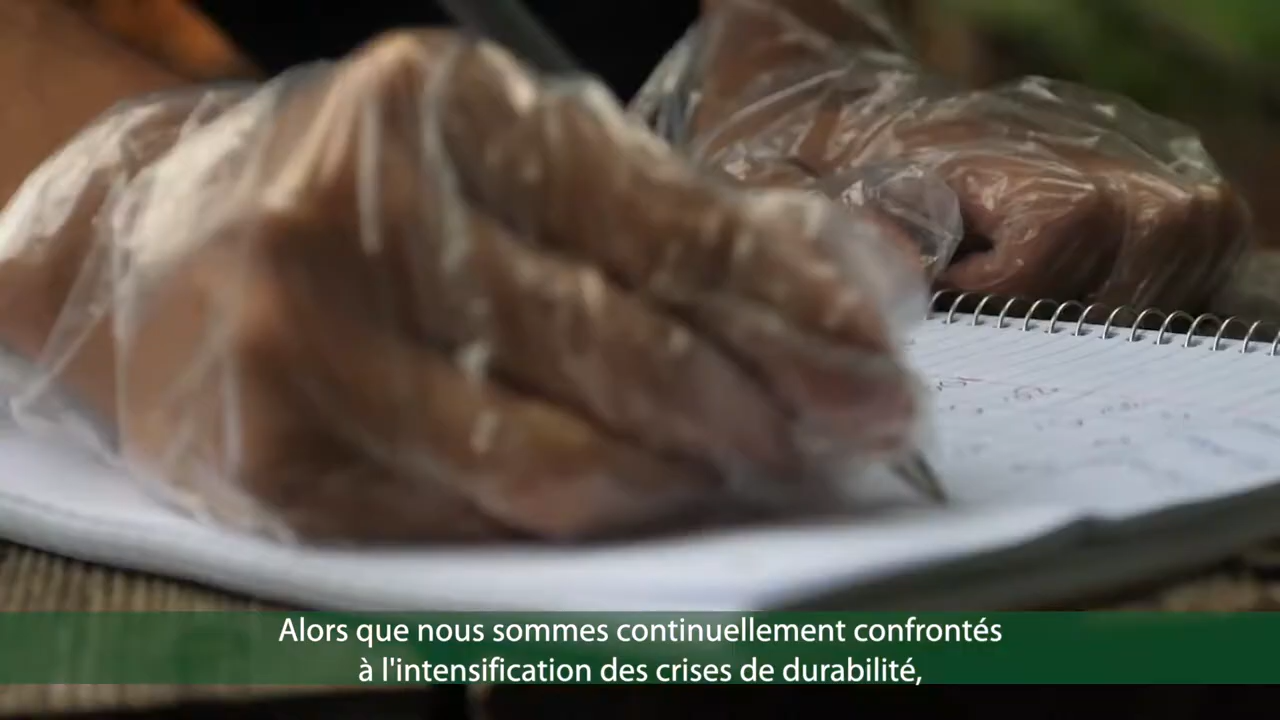 Alors que nous sommes continuellement confrontés
à l'intensification des crises de durabilité,